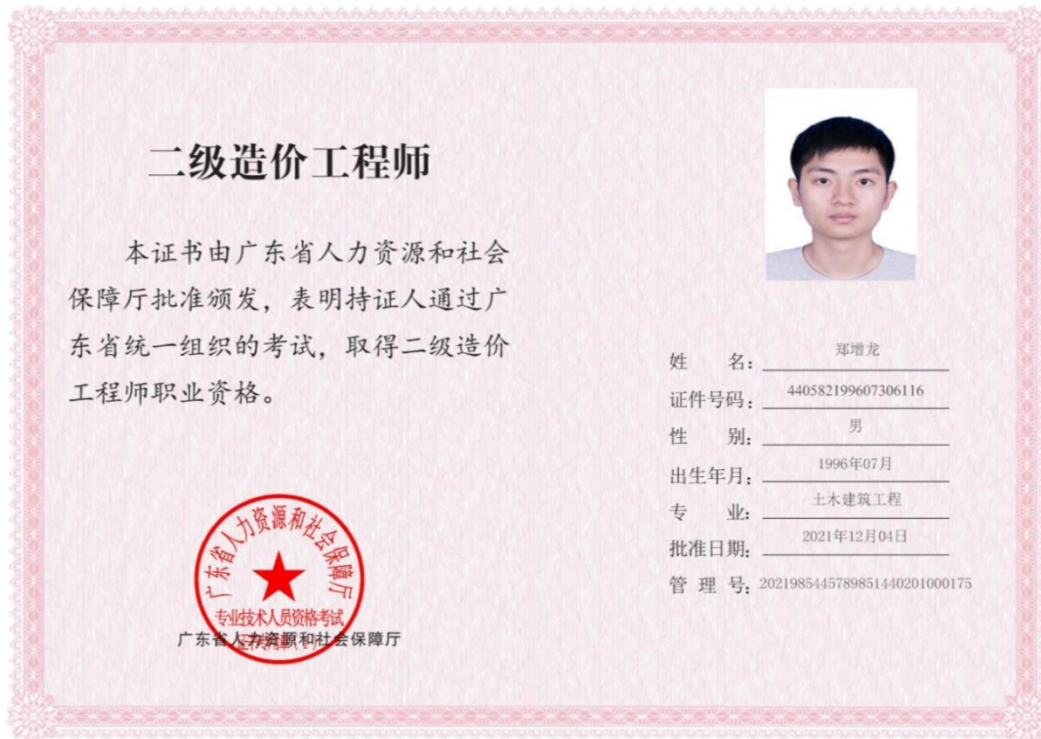 二级造价工程师
本证书由广东省人力资源和社会
保障厅批准颁发，表明持证人通过广
东省统一组织的考试，取得二级造价
工程师职业资格。
姓 名：郑增龙
证件号码：440582199607306116
性 别：男
出生年月：1996年07月
专 业：土木建筑工程
批准日期：2021年12月04日
管 理 号：20219854457898514402010​00175
广东省人力资源和社会保障厅
专业技术人员资格考试
广东省人力资源和社会保障厅